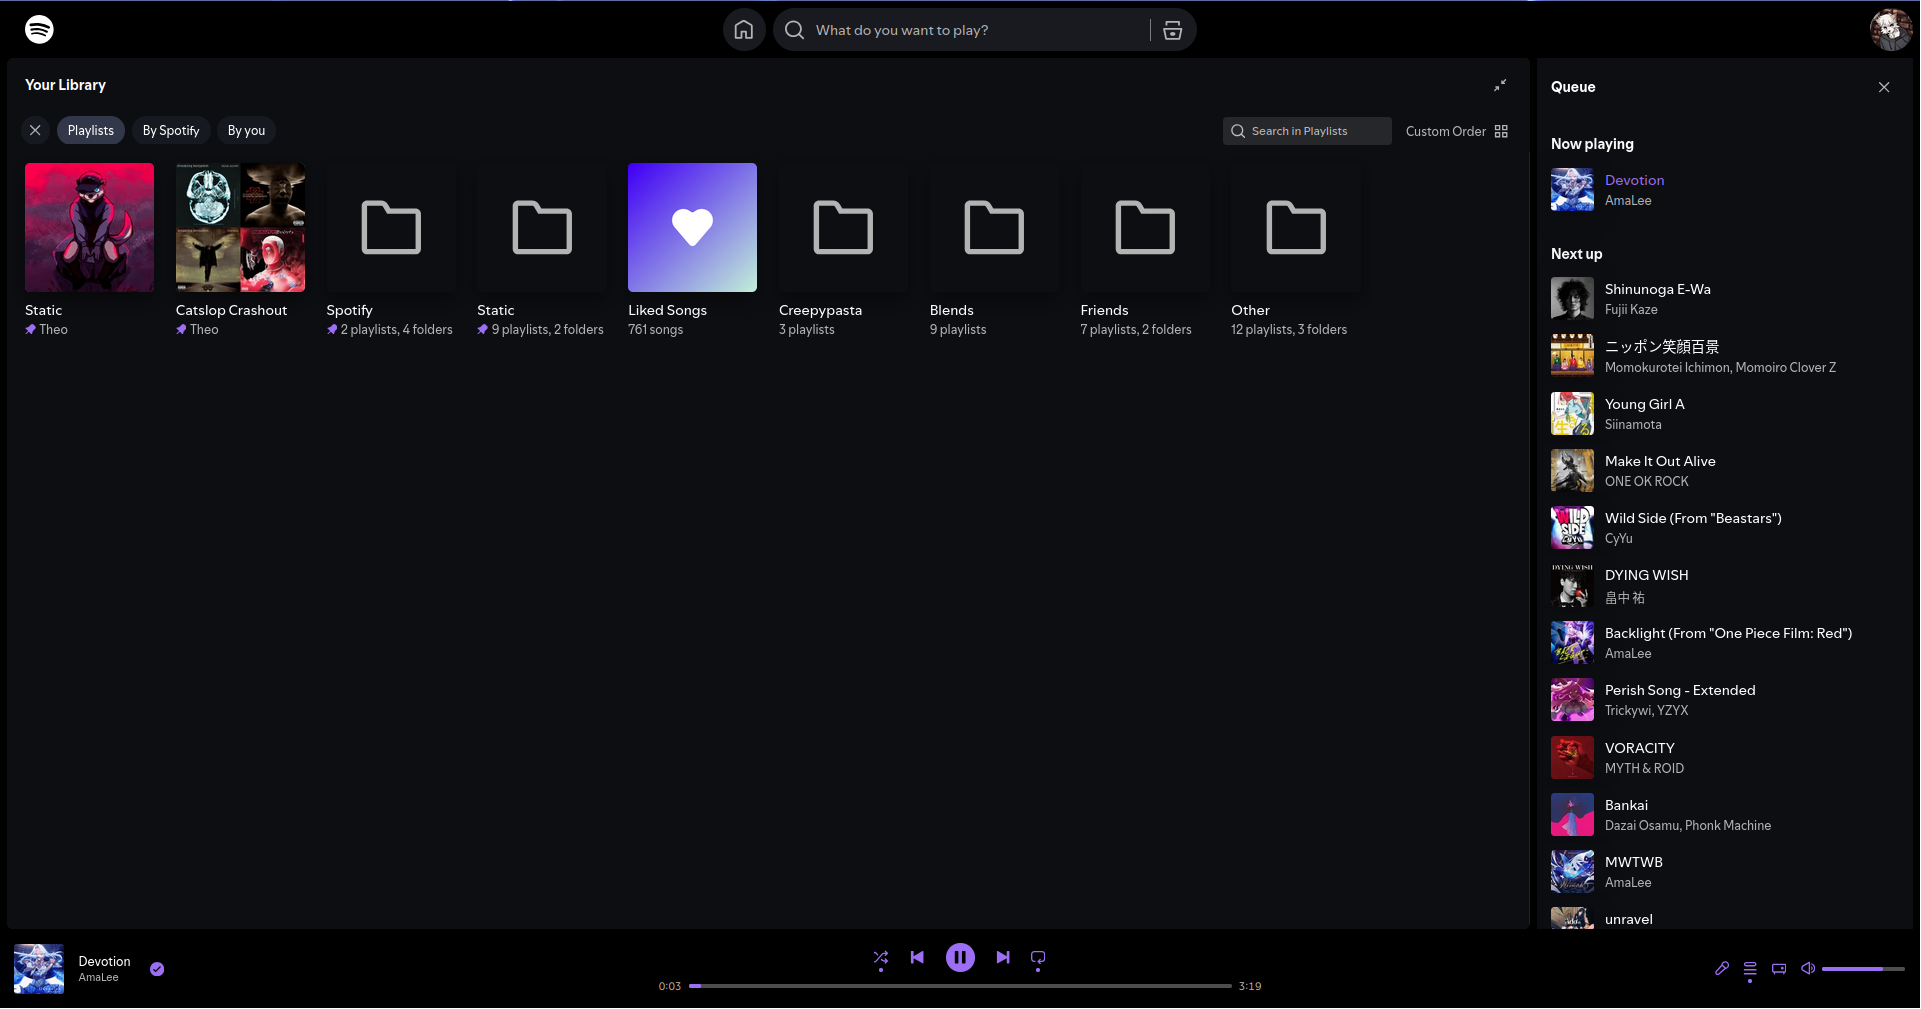 What do you want to play?
Your Library
Playlists
By Spotify
By you
Search in Playlists
Custom Order
Static
Theo
Catslop Crashout
Theo
Spotify
2 playlists, 4 folders
Static
9 playlists, 2 folders
Liked Songs
761 songs
Creepypasta
3 playlists
Blends
9 playlists
Friends
7 playlists, 2 folders
Other
12 playlists, 3 folders
Queue
Now playing
Devotion
AmaLee
Next up
Shinunoga E-Wa
Fujii Kaze
ニッポン笑顔百景
Momokurotei Ichimon, Momoiro Clover Z
Young Girl A
Siinamota
Make It Out Alive
ONE OK ROCK
WILD
SIDE
CYYU
Wild Side (From "Beastars")
CyYu
DYING WISH
DYING WISH
畠中 祐
Backlight (From "One Piece Film: Red")
AmaLee
Perish Song - Extended
Trickywi, YZYX
VORACITY
MYTH & ROID
Bankai
Dazai Osamu, Phonk Machine
MWTWB
AmaLee
unravel
Devotion
AmaLee
0:03
3:19